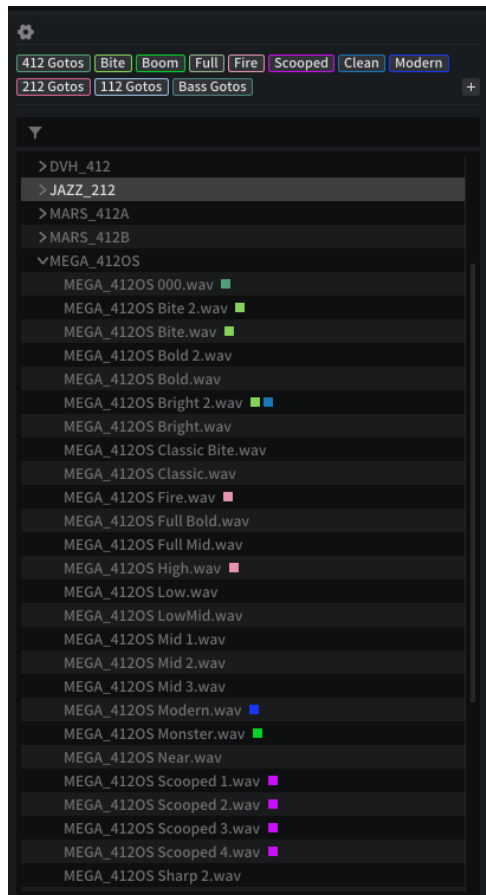 412 Gotos Bite Boom Full Fire Scooped Clean Modern
212 Gotos 112 Gotos Bass Gotos +
DVH_412
JAZZ_212
MARS_412A
MARS_412B
MEGA_412OS
MEGA_412OS 000.wav
MEGA_412OS Bite 2.wav
MEGA_412OS Bite.wav
MEGA_412OS Bold 2.wav
MEGA_412OS Bold.wav
MEGA_412OS Bright 2.wav
MEGA_412OS Bright.wav
MEGA_412OS Classic Bite.wav
MEGA_412OS Classic.wav
MEGA_412OS Fire.wav
MEGA_412OS Full Bold.wav
MEGA_412OS Full Mid.wav
MEGA_412OS High.wav
MEGA_412OS Low.wav
MEGA_412OS LowMid.wav
MEGA_412OS Mid 1.wav
MEGA_412OS Mid 2.wav
MEGA_412OS Mid 3.wav
MEGA_412OS Modern.wav
MEGA_412OS Monster.wav
MEGA_412OS Near.wav
MEGA_412OS Scooped 1.wav
MEGA_412OS Scooped 2.wav
MEGA_412OS Scooped 3.wav
MEGA_412OS Scooped 4.wav
MEGA_412OS Sharp 2.wav